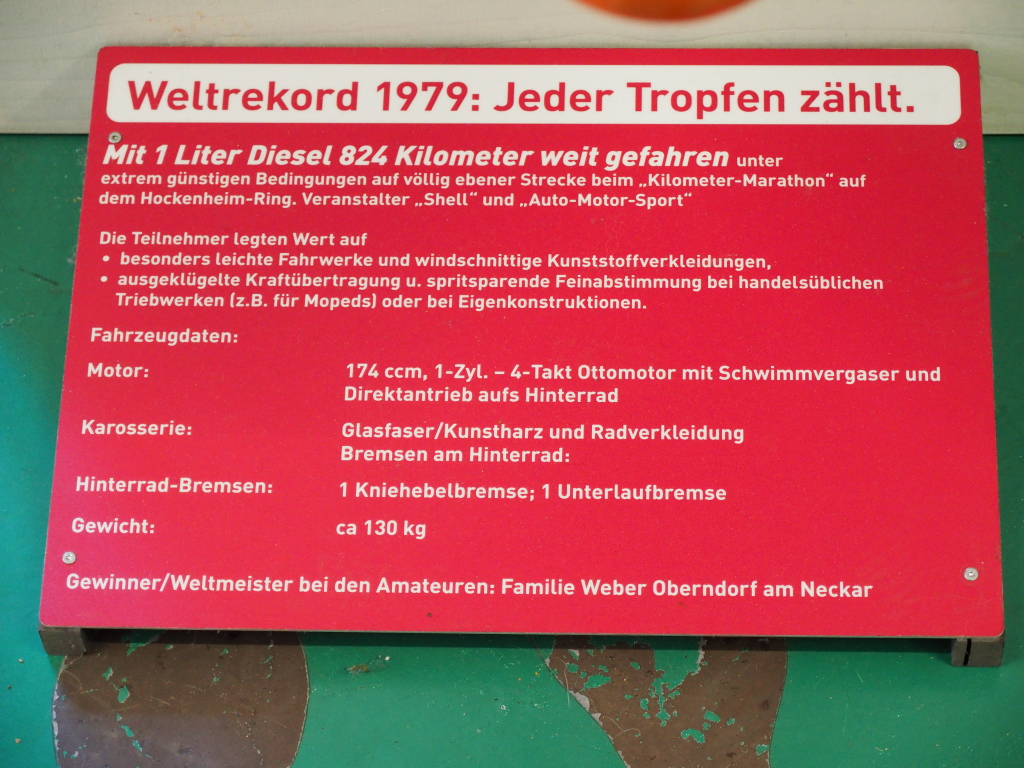 Weltrekord 1979: Jeder Tropfen zählt.
Mit 1 Liter Diesel 824 Kilometer weit gefahren unter
extrem günstigen Bedingungen auf völlig ebener Strecke beim „Kilometer-Marathon“ auf
dem Hockenheim-Ring. Veranstalter „Shell“ und „Auto-Motor-Sport“
Die Teilnehmer legten Wert auf
• besonders leichte Fahrwerke und windschnittige Kunststoffverkleidungen,
• ausgeklügelte Kraftübertragung u. spritsparende Feinabstimmung bei handelsüblichen
Triebwerken (z.B. für Mopeds) oder bei Eigenkonstruktionen.
Fahrzeugdaten:
Motor: 174 ccm, 1-Zyl. – 4-Takt Ottomotor mit Schwimmvergaser und
Direktantrieb aufs Hinterrad
Karosserie: Glasfaser/Kunstharz und Radverkleidung
Bremsen am Hinterrad:
Hinterrad-Bremsen: 1 Kniehebelbremse; 1 Unterlaufbremse
Gewicht: ca 130 kg
Gewinner/Weltmeister bei den Amateuren: Familie Weber Oberndorf am Neckar